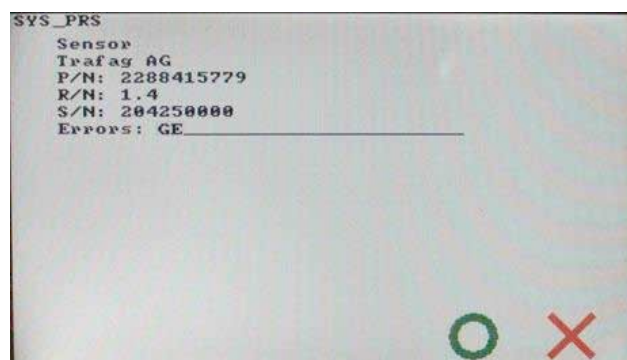 SYS_PRS
Sensor
Trafag AG
P/N: 2288415779
R/N: 1.4
S/N: 204250000
Errors: GE